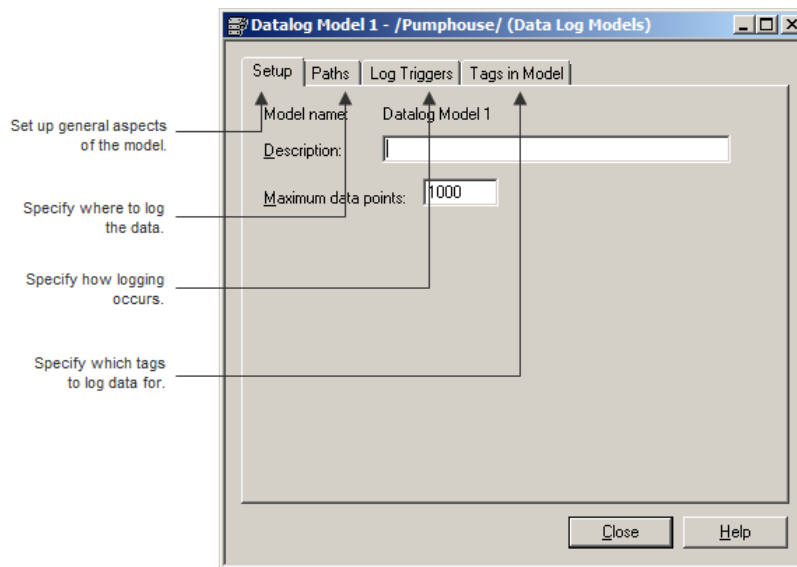 Datalog Model 1 - /Pumphouse/ (Data Log Models)
Setup Paths Log Triggers Tags in Model
Model name: Datalog Model 1
Description:
Maximum data points: 1000
Set up general aspects
of the model.
Specify where to log
the data.
Specify how logging
occurs.
Specify which tags
to log data for.
Close Help